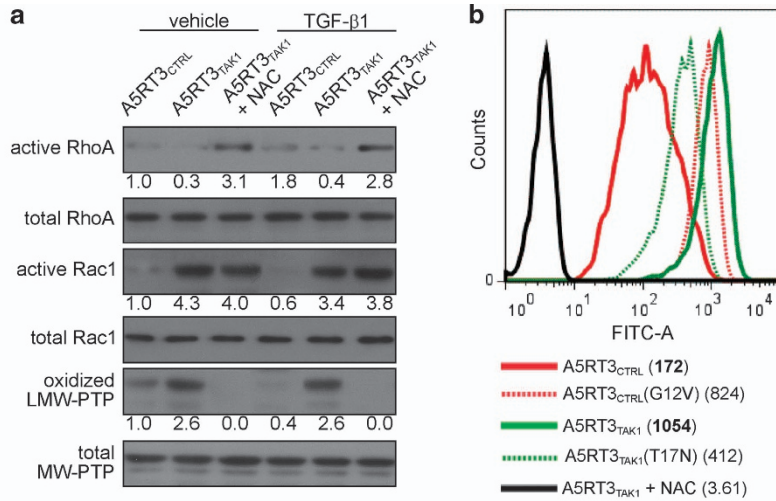 a
vehicle TGF-β1
A5RT3CTRL A5RT3TAK1 A5RT3TAK1 + NAC A5RT3CTRL A5RT3TAK1 A5RT3TAK1 + NAC
active RhoA
1.0 0.3 3.1 1.8 0.4 2.8
total RhoA
active Rac1
1.0 4.3 4.0 0.6 3.4 3.8
total Rac1
oxidized
LMW-PTP
1.0 2.6 0.0 0.4 2.6 0.0
total
MW-PTP
b
Counts
0
10⁰ 10¹ 10² 10³ 10⁴
FITC-A
A5RT3CTRL (172)
A5RT3CTRL(G12V) (824)
A5RT3TAK1 (1054)
A5RT3TAK1(T17N) (412)
A5RT3TAK1 + NAC (3.61)